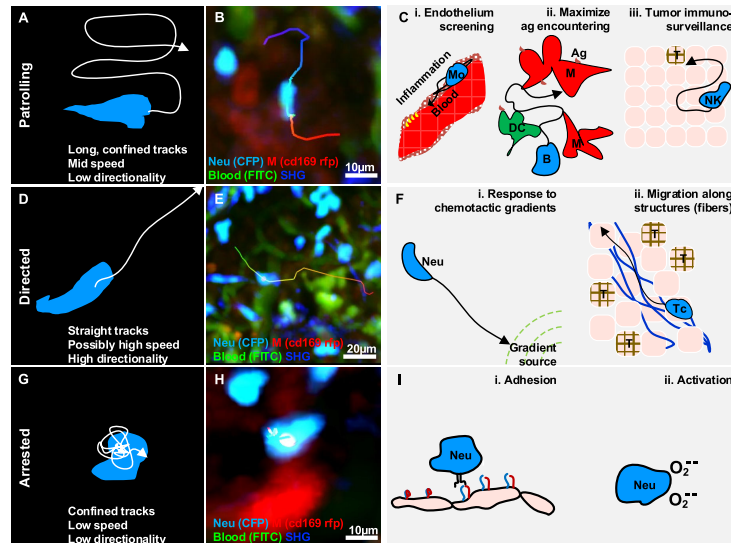 Patrolling
A
Long, confined tracks
Mid speed
Low directionality
B
Neu (CFP) M (cd169 rfp)
Blood (FITC) SHG
10µm
C
i. Endothelium
screening
Inflammation
Mo
Blood
ii. Maximize
ag encountering
Ag
M
DC
M
B
iii. Tumor immuno-
surveillance
T
NK
Directed
D
Straight tracks
Possibly high speed
High directionality
E
Neu (CFP) M (cd169 rfp)
Blood (FITC) SHG
20µm
F
i. Response to
chemotactic gradients
Neu
Gradient
source
ii. Migration along
structures (fibers)
T
T
T
Tc
T
Arrested
G
Confined tracks
Low speed
Low directionality
H
Neu (CFP) M (cd169 rfp)
Blood (FITC) SHG
10µm
I
i. Adhesion
Neu
ii. Activation
Neu
O2--
O2--